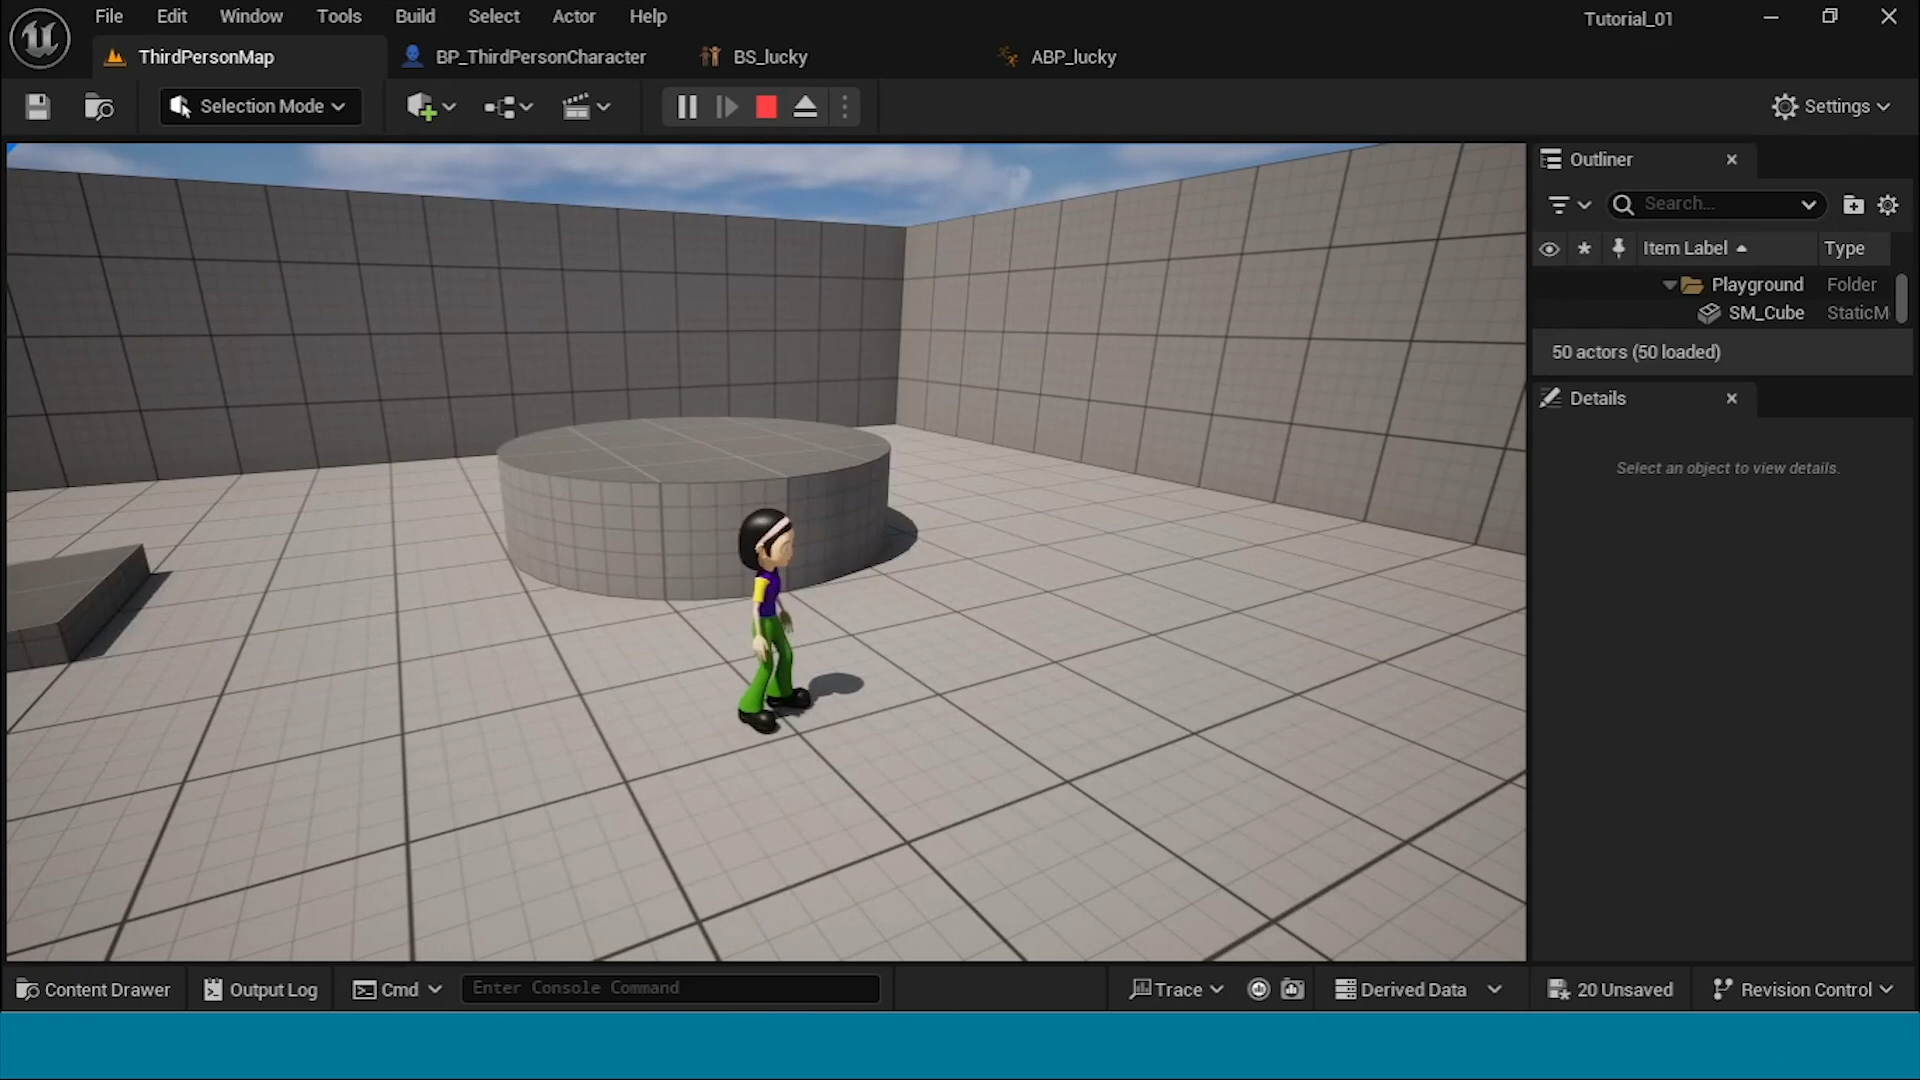 File Edit Window Tools Build Select Actor Help
Tutorial_01
ThirdPersonMap BP_ThirdPersonCharacter BS_lucky ABP_lucky
Selection Mode
Settings
Outliner
Search...
Item Label Type
Playground Folder
SM_Cube StaticM
50 actors (50 loaded)
Details
Select an object to view details.
Content Drawer Output Log Cmd Enter Console Command Trace Derived Data 20 Unsaved Revision Control